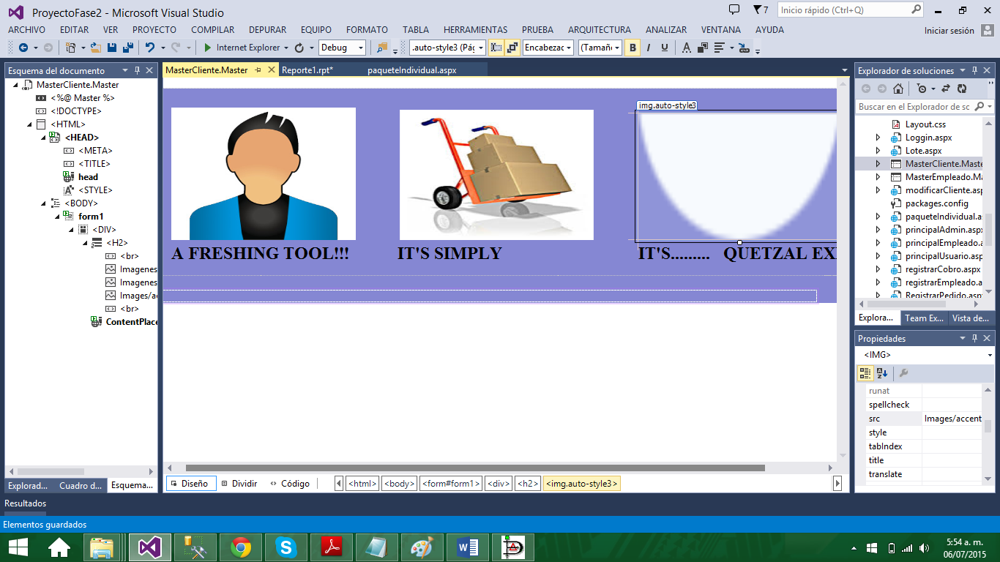 ProyectoFase2 - Microsoft Visual Studio
7
Inicio rápido (Ctrl+Q)
ARCHIVO EDITAR VER PROYECTO COMPILAR DEPURAR EQUIPO FORMATO TABLA HERRAMIENTAS PRUEBA ARQUITECTURA ANALIZAR VENTANA AYUDA
Iniciar sesión
Internet Explorer
Debug
.auto-style3 (Pág
Encabezac
(Tamañ
B I U A
Esquema del documento
MasterCliente.Master
<%@ Master %>
<!DOCTYPE>
<HTML>
<HEAD>
<META>
<TITLE>
head
<STYLE>
<BODY>
form1
<DIV>
<H2>
<br>
Imagenes
Imagenes
Images/a
<br>
ContentPlace
Explorad... Cuadro d... Esquema...
MasterCliente.Master
Reporte1.rpt*
paqueteIndividual.aspx
img.auto-style3
A FRESHING TOOL!!!
IT'S SIMPLY
IT'S.........
QUETZAL EX
Diseño
Dividir
Código
<html> <body> <form#form1> <div> <h2> <img.auto-style3>
Explorador de soluciones
Buscar en el Explorador de sc
Layout.css
Loggin.aspx
Lote.aspx
MasterCliente.Maste
MasterEmpleado.M
modificarCliente.asp
packages.config
paqueteIndividual.as
principalAdmin.aspx
principalEmpleado.a
principalUsuario.asp
registrarCobro.aspx
registrarEmpleado.a
RegistrarPedido.asp
Explora... Team Ex... Vista de...
Propiedades
<IMG>
runat
spellcheck
src Images/accent
style
tabIndex
title
translate
Resultados
Elementos guardados
5:54 a. m.
06/07/2015